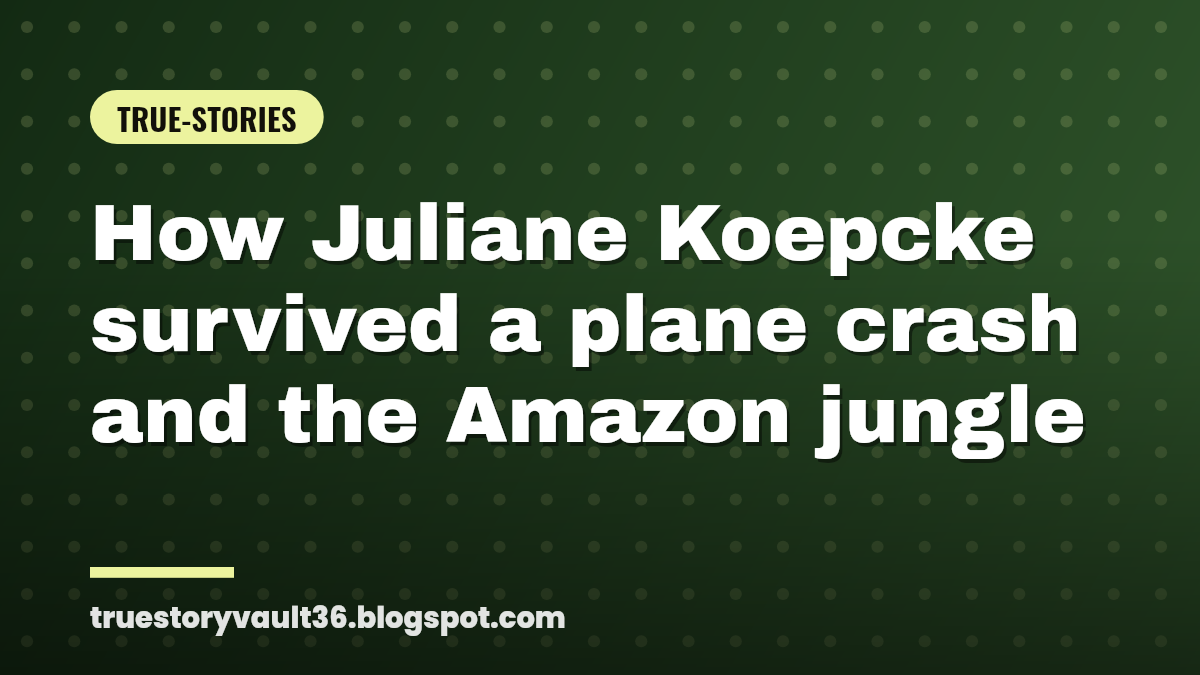 TRUE-STORIES
How Juliane Koepcke
survived a plane crash
and the Amazon jungle
truestoryvault36.blogspot.com